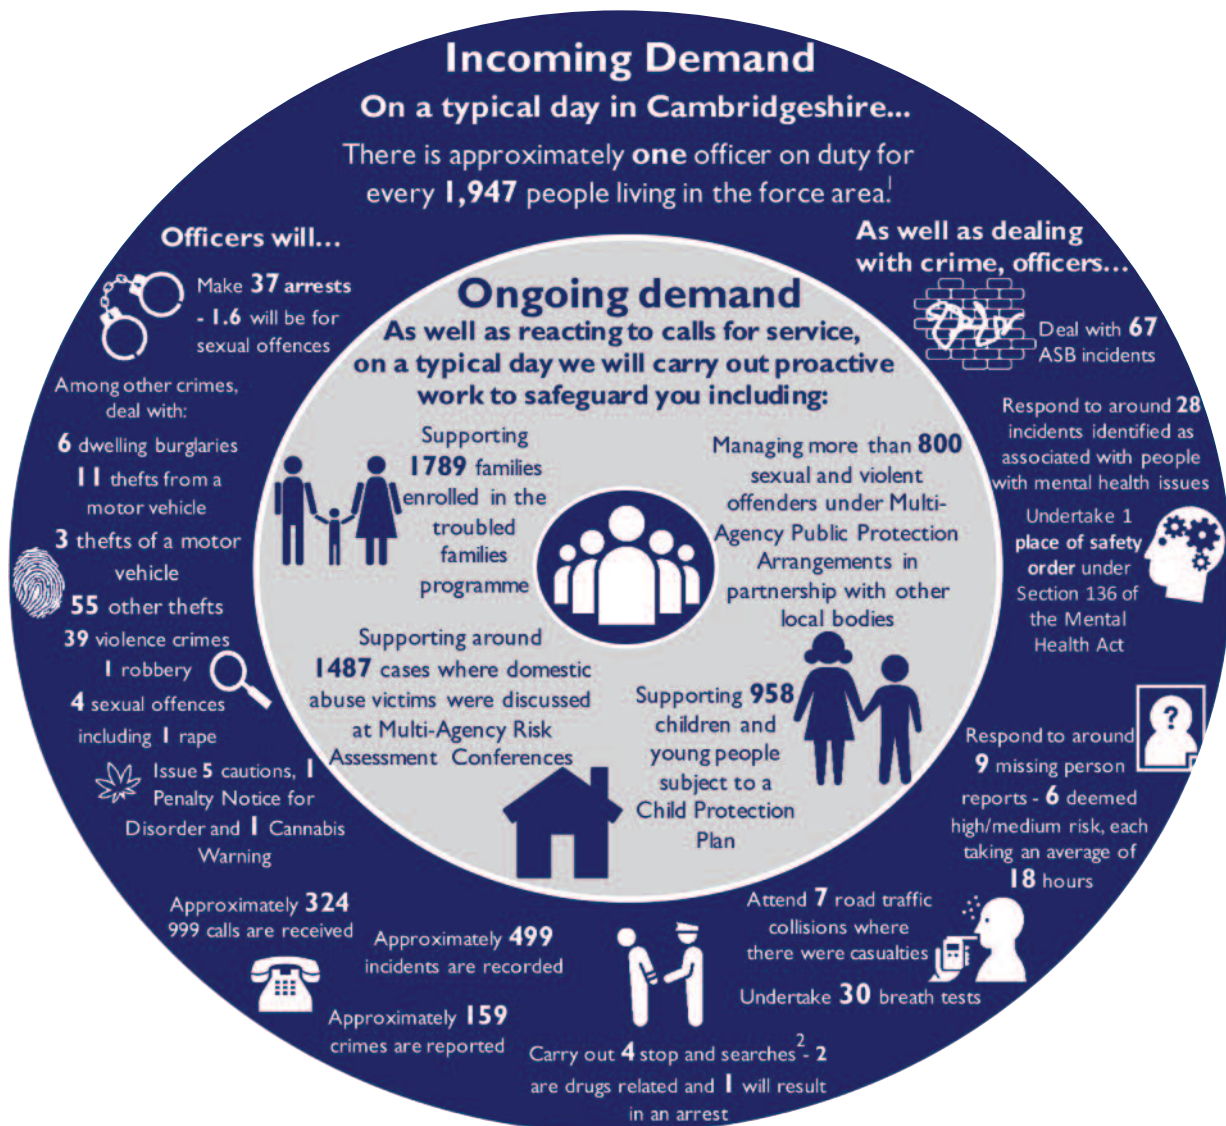 Incoming Demand
On a typical day in Cambridgeshire...
There is approximately one officer on duty for
every 1,947 people living in the force area.¹
Officers will...
Make 37 arrests
- 1.6 will be for
sexual offences
Among other crimes,
deal with:
6 dwelling burglaries
11 thefts from a
motor vehicle
3 thefts of a motor
vehicle
55 other thefts
39 violence crimes
1 robbery
4 sexual offences
including 1 rape
Issue 5 cautions, 1
Penalty Notice for
Disorder and 1 Cannabis
Warning
Approximately 324
999 calls are received
Approximately 499
incidents are recorded
Approximately 159
crimes are reported
Carry out 4 stop and searches² - 2
are drugs related and 1 will result
in an arrest
As well as dealing
with crime, officers...
Deal with 67
ASB incidents
Respond to around 28
incidents identified as
associated with people
with mental health issues
Undertake 1
place of safety
order under
Section 136 of
the Mental
Health Act
?
Respond to around
9 missing person
reports - 6 deemed
high/medium risk, each
taking an average of
18 hours
Attend 7 road traffic
collisions where
there were casualties
Undertake 30 breath tests
Ongoing demand
As well as reacting to calls for service,
on a typical day we will carry out proactive
work to safeguard you including:
Supporting
1789 families
enrolled in the
troubled
families
programme
Managing more than 800
sexual and violent
offenders under Multi-
Agency Public Protection
Arrangements in
partnership with other
local bodies
Supporting around
1487 cases where domestic
abuse victims were discussed
at Multi-Agency Risk
Assessment Conferences
Supporting 958
children and
young people
subject to a
Child Protection
Plan